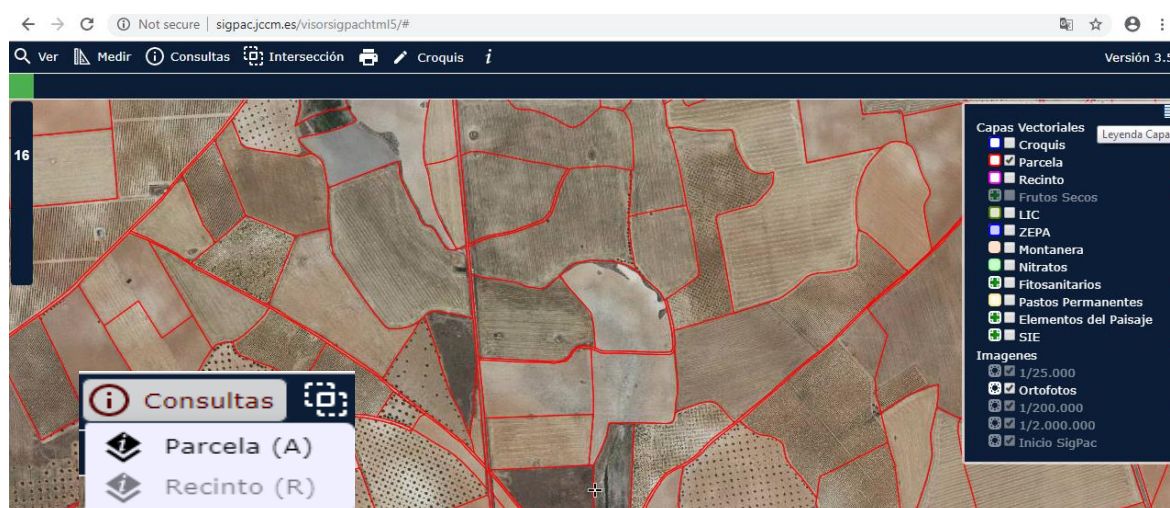 Not secure | sigpac.jccm.es/visorsigpachtml5/#
Ver Medir Consultas Intersección Croquis i Versión 3.5
16
Capas Vectoriales
Leyenda Capa
Croquis
Parcela
Recinto
Frutos Secos
LIC
ZEPA
Montanera
Nitratos
Fitosanitarios
Pastos Permanentes
Elementos del Paisaje
SIE
Imagenes
1/25.000
Ortofotos
1/200.000
1/2.000.000
Inicio SigPac
Consultas
Parcela (A)
Recinto (R)